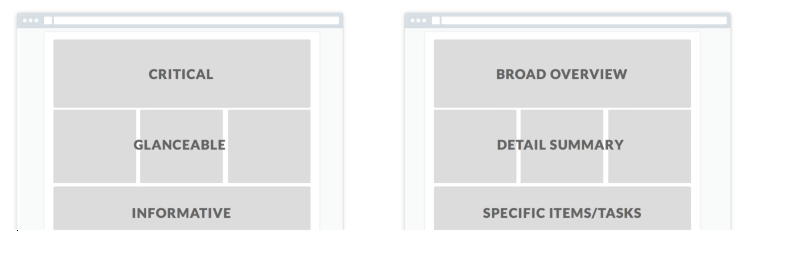 CRITICAL
GLANCEABLE
INFORMATIVE
BROAD OVERVIEW
DETAIL SUMMARY
SPECIFIC ITEMS/TASKS